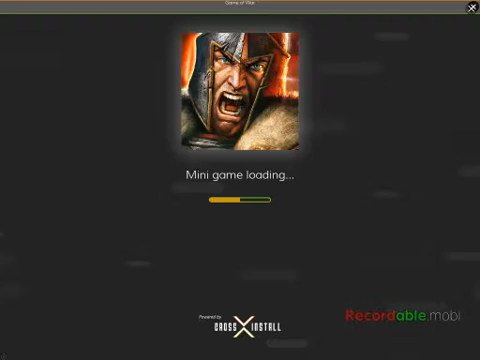 Game of War
Mini game loading...
Powered by
CROSS INSTALL
Recordable.mobi